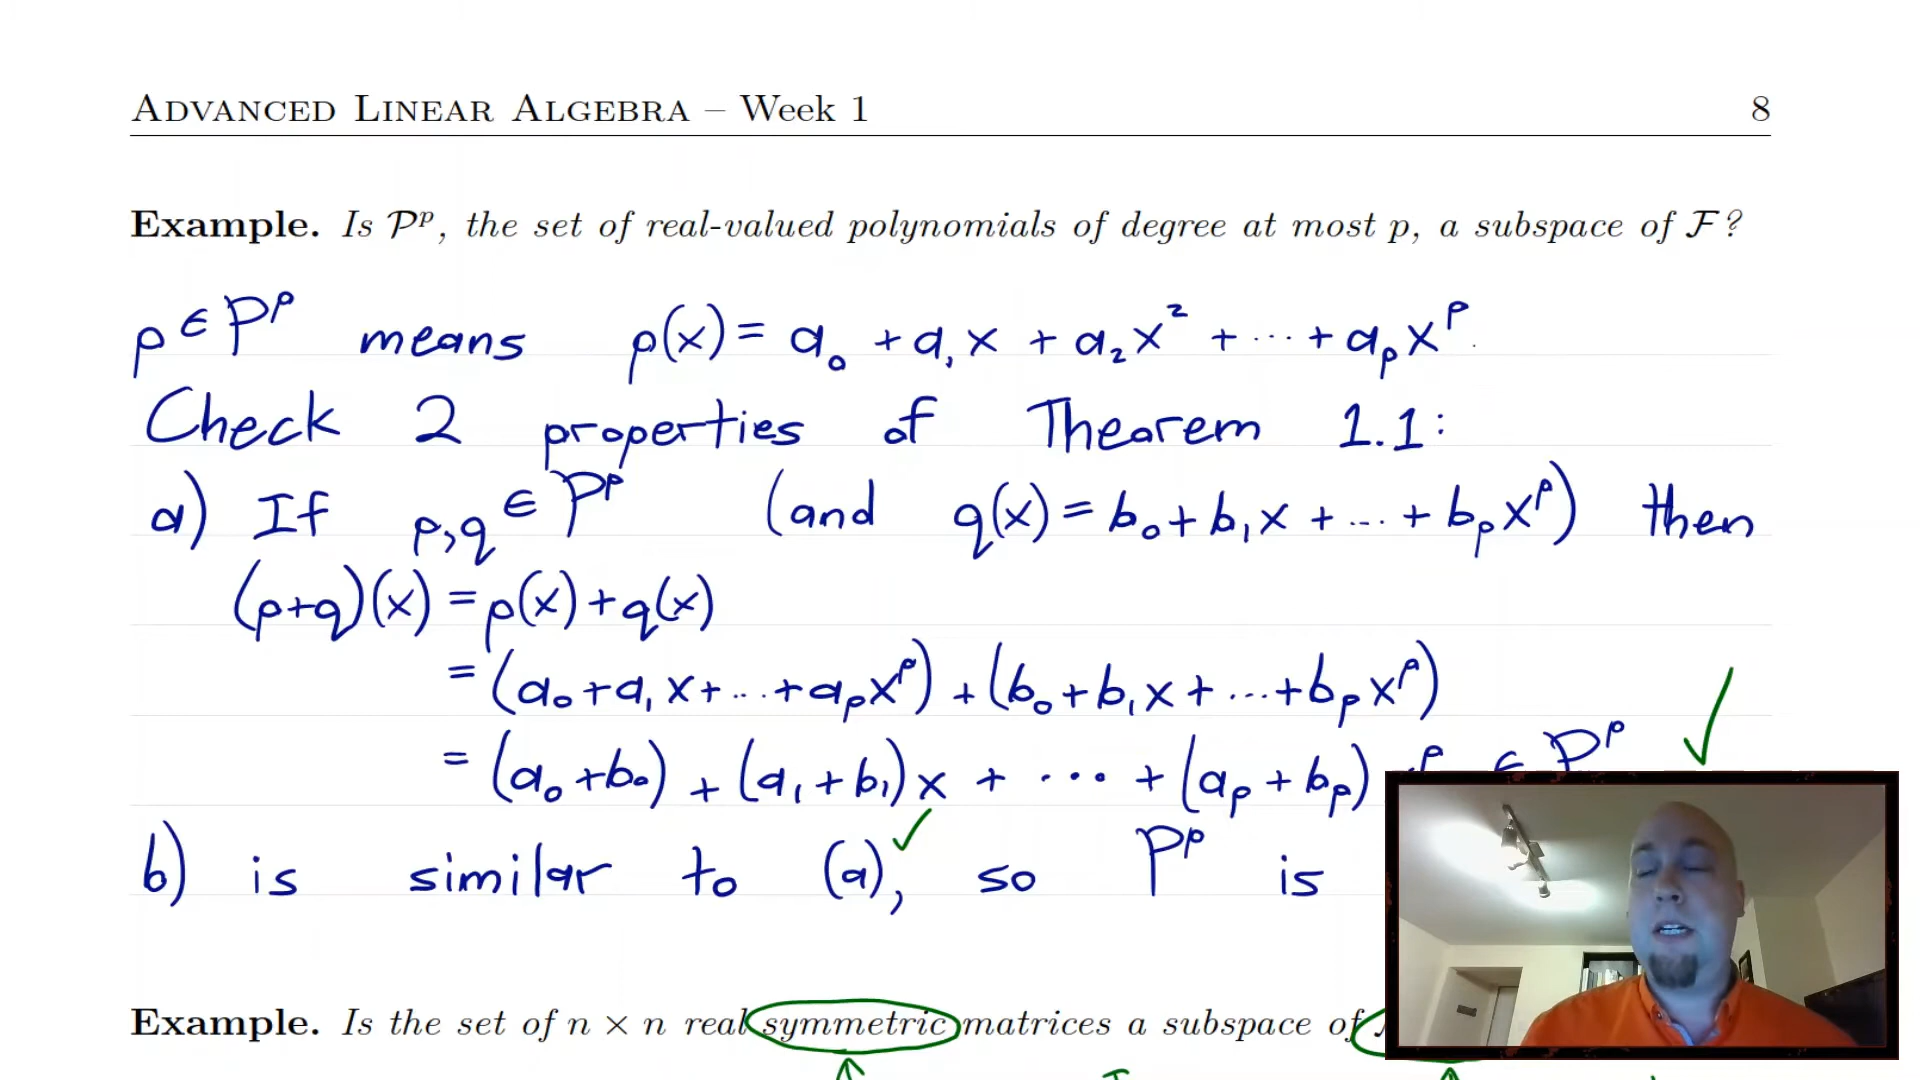 Advanced Linear Algebra – Week 1 8
Example. Is 𝒫ᵖ, the set of real-valued polynomials of degree at most p, a subspace of ℱ?
p ∈ Pᵖ means p(x) = a₀ + a₁x + a₂x² + ··· + aₚxᵖ.
Check 2 properties of Theorem 1.1:
a) If p,q ∈ Pᵖ (and q(x) = b₀ + b₁x + ... + bₚxᵖ) then
(p+q)(x) = p(x) + q(x)
= (a₀ + a₁x + ... + aₚxᵖ) + (b₀ + b₁x + ... + bₚxᵖ)
= (a₀ + b₀) + (a₁ + b₁)x + ··· + (aₚ + bₚ) ∈ Pᵖ ✓
b) is similar to (a),✓ so Pᵖ is
Example. Is the set of n × n real symmetric matrices a subspace of